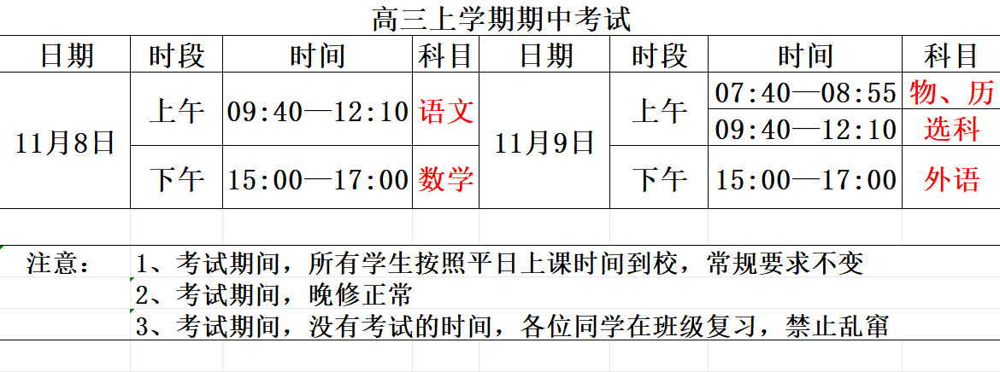 高三上学期期中考试
日期 时段 时间 科目 日期 时段 时间 科目
11月8日 上午 09:40—12:10 语文 11月9日 上午 07:40—08:55 物、历
09:40—12:10 选科
下午 15:00—17:00 数学 下午 15:00—17:00 外语
注意： 1、考试期间，所有学生按照平日上课时间到校，常规要求不变
2、考试期间，晚修正常
3、考试期间，没有考试的时间，各位同学在班级复习，禁止乱窜